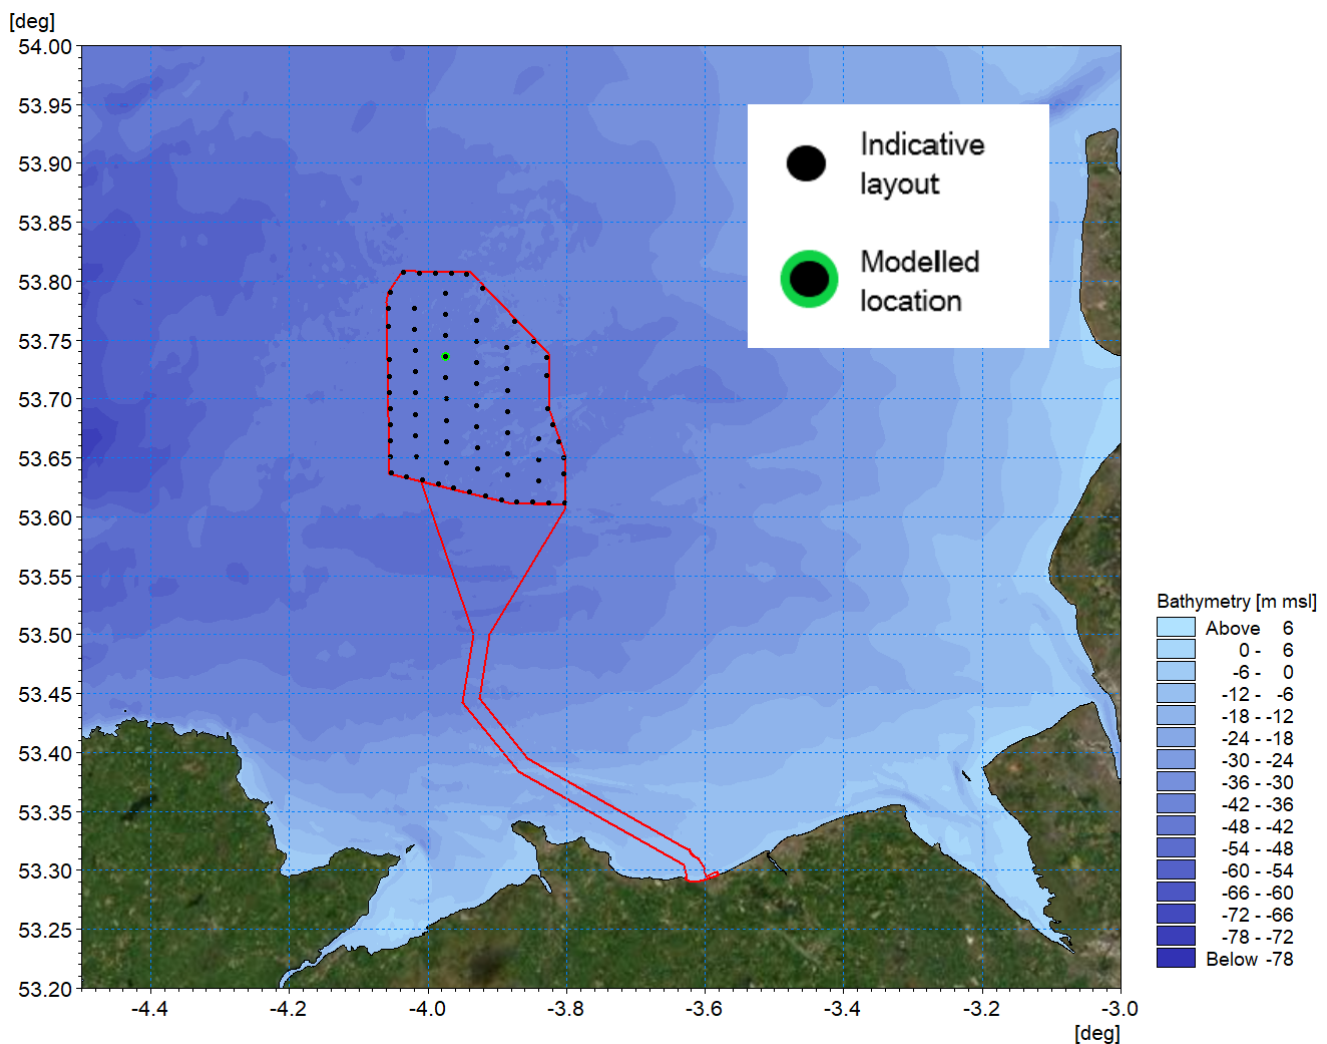 [deg]
54.00
53.95
53.90
53.85
53.80
53.75
53.70
53.65
53.60
53.55
53.50
53.45
53.40
53.35
53.30
53.25
53.20
-4.4
-4.2
-4.0
-3.8
-3.6
-3.4
-3.2
-3.0
[deg]
Indicative
layout
Modelled
location
Bathymetry [m msl]
Above 6
0 - 6
-6 - 0
-12 - -6
-18 - -12
-24 - -18
-30 - -24
-36 - -30
-42 - -36
-48 - -42
-54 - -48
-60 - -54
-66 - -60
-72 - -66
-78 - -72
Below -78